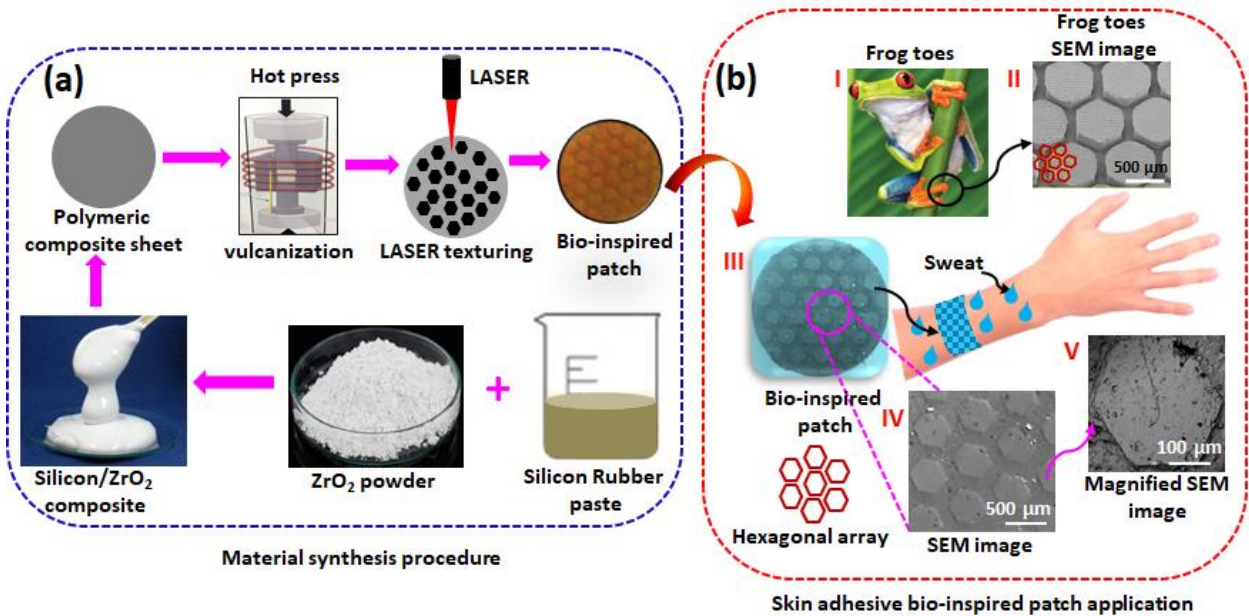 (a)
Hot press
LASER
Polymeric
composite sheet
vulcanization
LASER texturing
Bio-inspired
patch
+
Silicon/ZrO₂
composite
ZrO₂ powder
Silicon Rubber
paste
Material synthesis procedure
(b)
Frog toes
I
Frog toes
SEM image
II
500 µm
III
Sweat
Bio-inspired
patch
Hexagonal array
IV
500 µm
SEM image
V
100 µm
Magnified SEM
image
Skin adhesive bio-inspired patch application